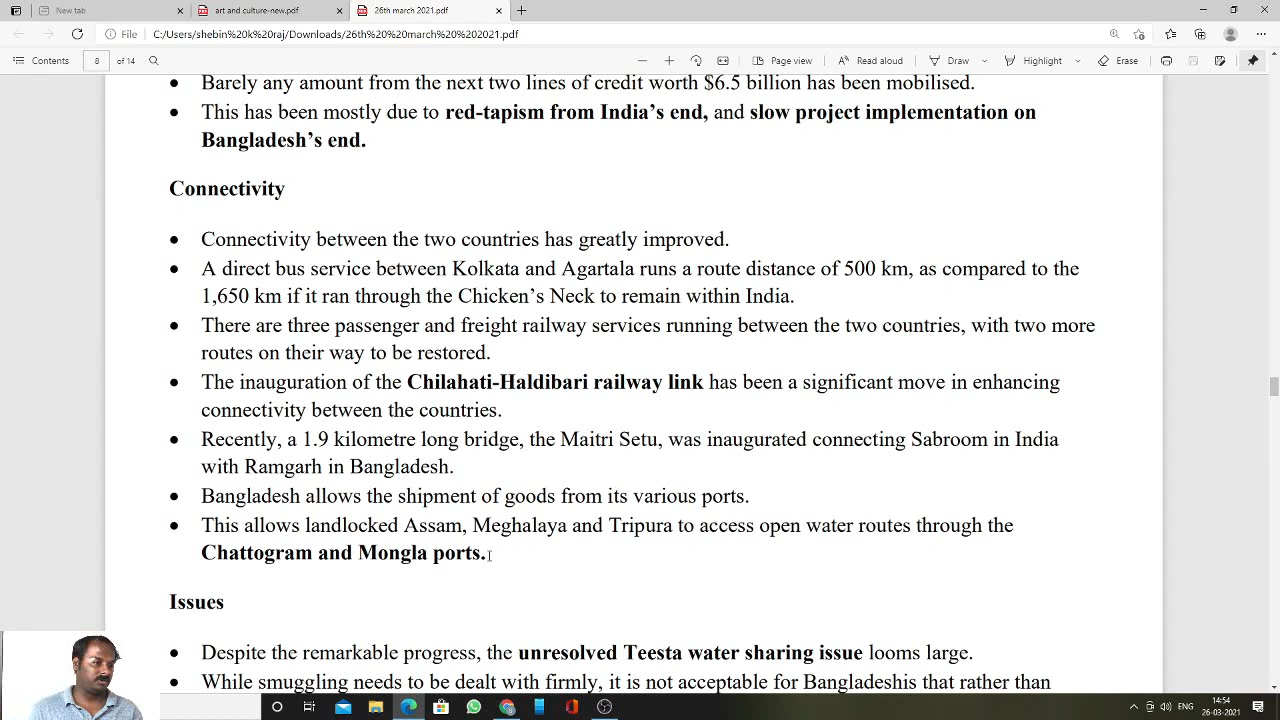 New tab
art and culture-new.pdf
26th march 2021.pdf
File
C:/Users/shebin%20k%20raj/Downloads/26th%20%20march%20%202021.pdf
Contents
8
of 14
Page view
Read aloud
Draw
Highlight
Erase
• Barely any amount from the next two lines of credit worth $6.5 billion has been mobilised.
• This has been mostly due to red-tapism from India’s end, and slow project implementation on
Bangladesh’s end.
Connectivity
• Connectivity between the two countries has greatly improved.
• A direct bus service between Kolkata and Agartala runs a route distance of 500 km, as compared to the
1,650 km if it ran through the Chicken’s Neck to remain within India.
• There are three passenger and freight railway services running between the two countries, with two more
routes on their way to be restored.
• The inauguration of the Chilahati-Haldibari railway link has been a significant move in enhancing
connectivity between the countries.
• Recently, a 1.9 kilometre long bridge, the Maitri Setu, was inaugurated connecting Sabroom in India
with Ramgarh in Bangladesh.
• Bangladesh allows the shipment of goods from its various ports.
• This allows landlocked Assam, Meghalaya and Tripura to access open water routes through the
Chattogram and Mongla ports.
Issues
• Despite the remarkable progress, the unresolved Teesta water sharing issue looms large.
• While smuggling needs to be dealt with firmly, it is not acceptable for Bangladeshis that rather than
ENG
14:54
26-03-2021